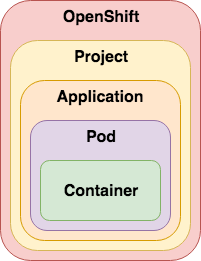 OpenShift
Project
Application
Pod
Container